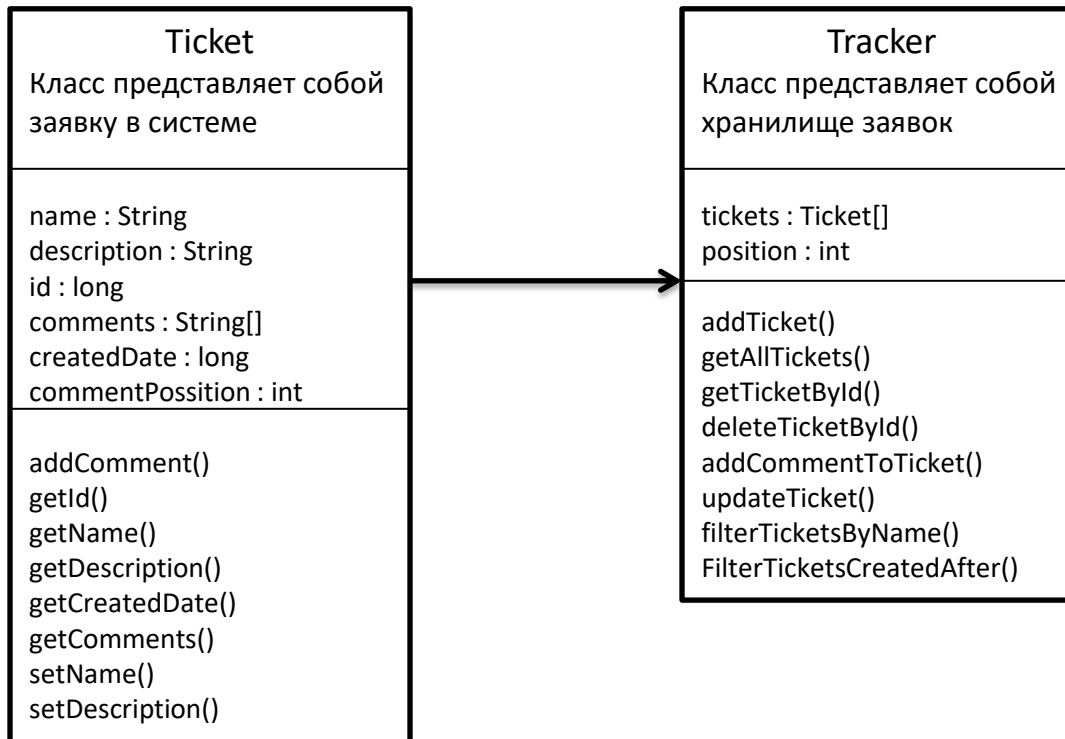 Ticket
Класс представляет собой
заявку в системе
name : String
description : String
id : long
comments : String[]
createdDate : long
commentPossition : int
addComment()
getId()
getName()
getDescription()
getCreatedDate()
getComments()
setName()
setDescription()
Tracker
Класс представляет собой
хранилище заявок
tickets : Ticket[]
position : int
addTicket()
getAllTickets()
getTicketById()
deleteTicketById()
addCommentToTicket()
updateTicket()
filterTicketsByName()
FilterTicketsCreatedAfter()